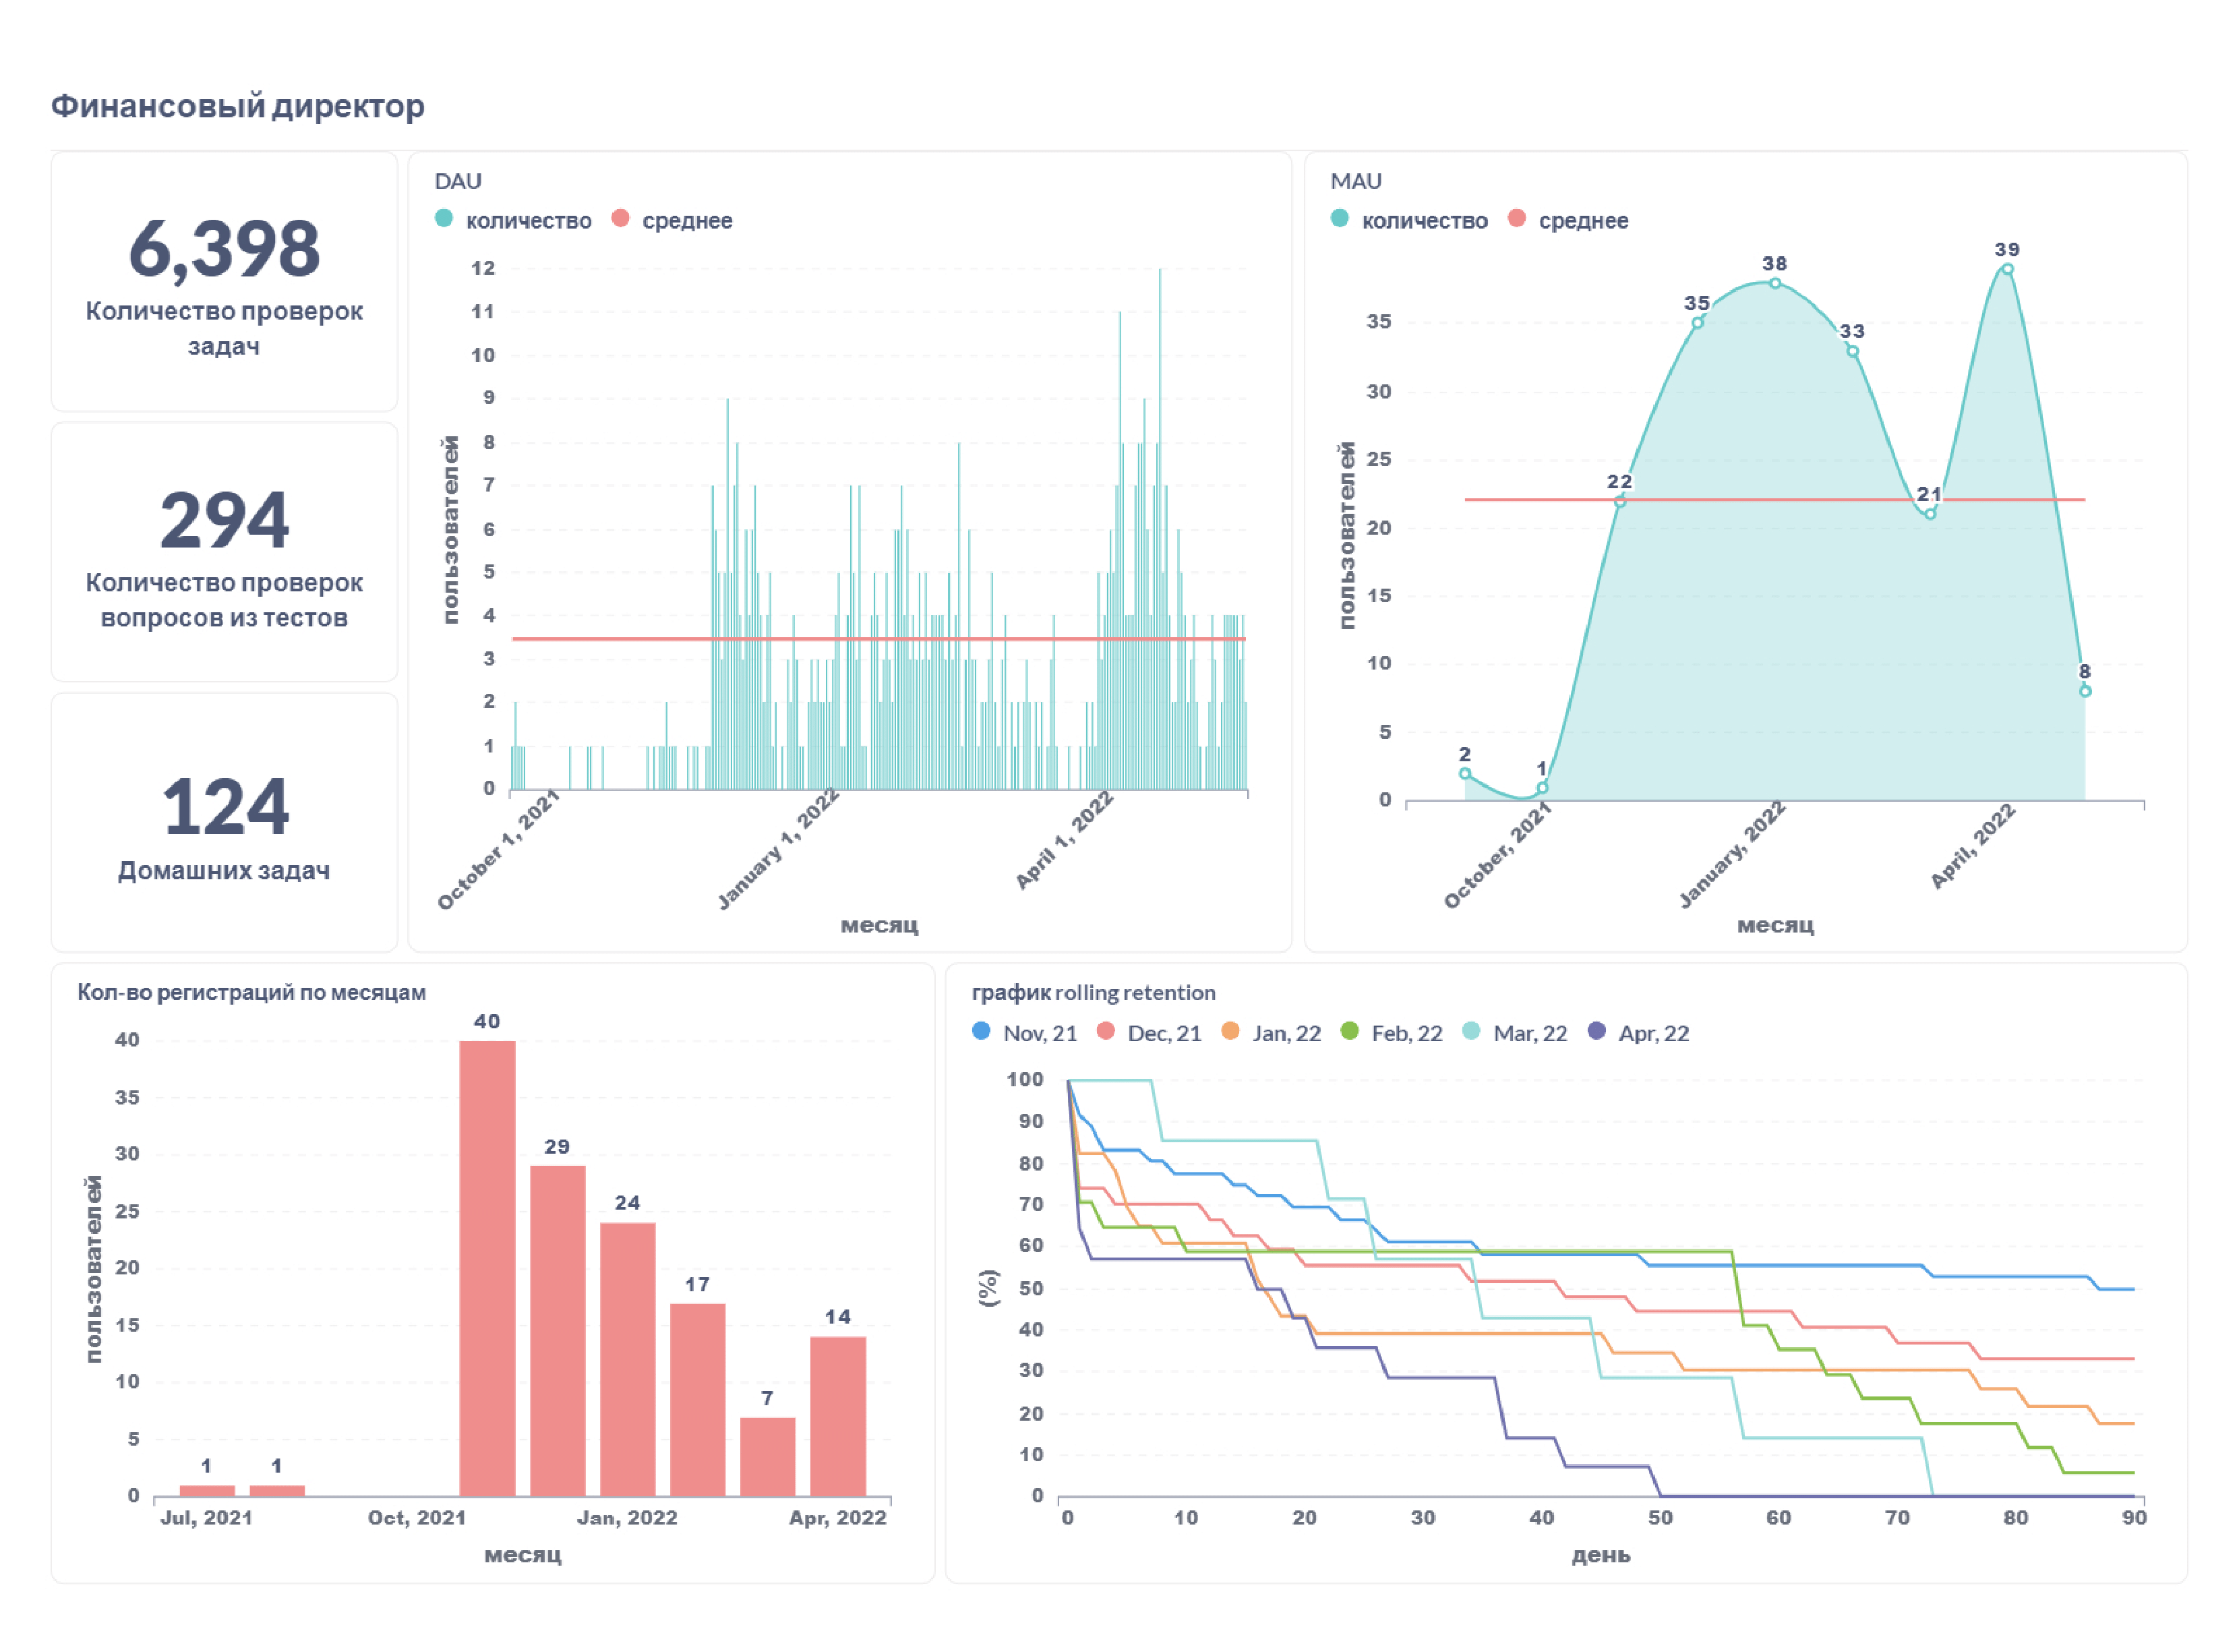 Финансовый директор
6,398
Количество проверок
задач
294
Количество проверок
вопросов из тестов
124
Домашних задач
DAU
количество среднее
12
11
10
9
8
7
6
5
4
3
2
1
0
пользователей
October 1, 2021 January 1, 2022 April 1, 2022
месяц
MAU
количество среднее
35
30
25
20
15
10
5
0
пользователей
2 1 22 35 38 33 21 39 8
October, 2021 January, 2022 April, 2022
месяц
Кол-во регистраций по месяцам
40
35
30
25
20
15
10
5
0
пользователей
1 1 40 29 24 17 7 14
Jul, 2021 Oct, 2021 Jan, 2022 Apr, 2022
месяц
график rolling retention
Nov, 21 Dec, 21 Jan, 22 Feb, 22 Mar, 22 Apr, 22
100
90
80
70
60
50
40
30
20
10
0
(%)
0 10 20 30 40 50 60 70 80 90
день